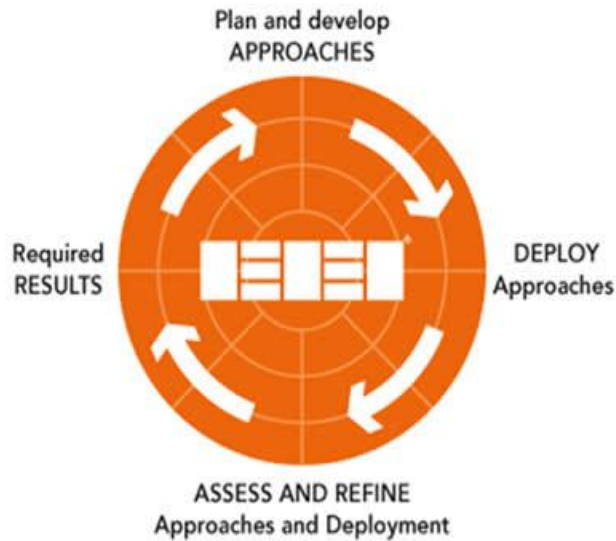 Plan and develop
APPROACHES
Required
RESULTS
DEPLOY
Approaches
ASSESS AND REFINE
Approaches and Deployment